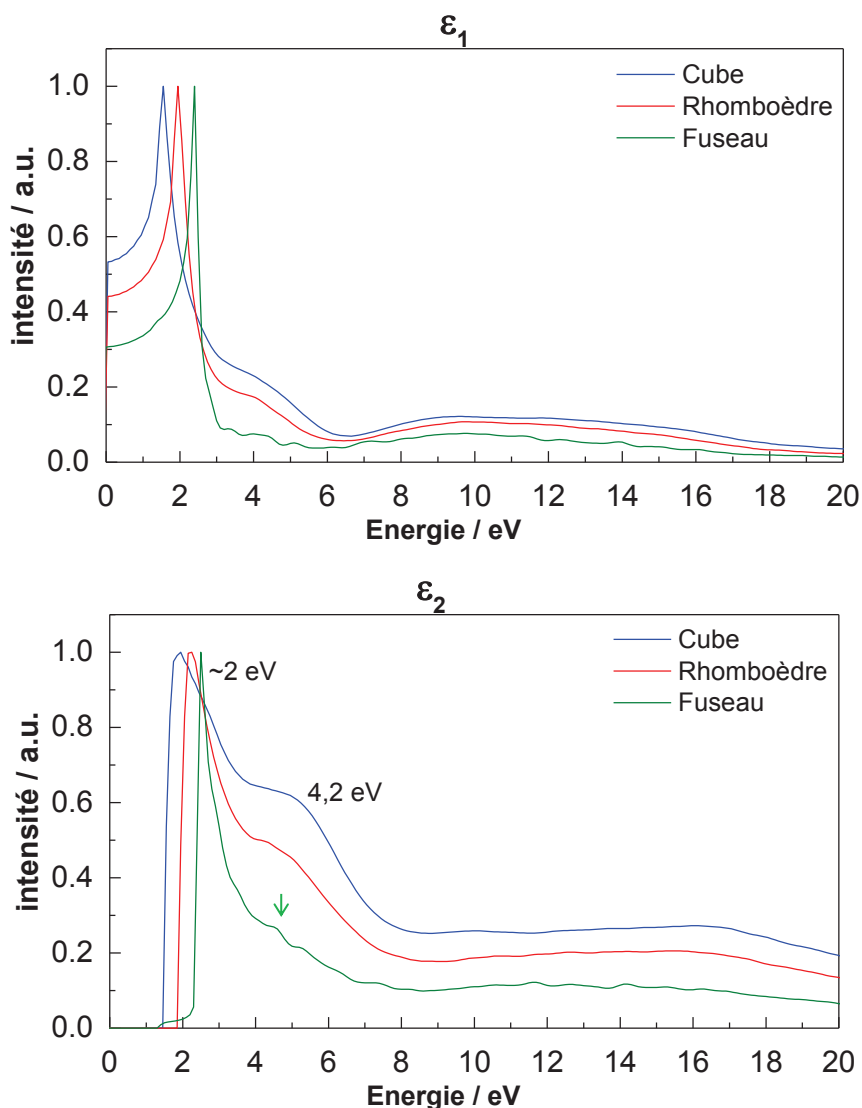 ε1
Cube
Rhomboèdre
Fuseau
intensité / a.u.
1.0
0.8
0.6
0.4
0.2
0.0
0 2 4 6 8 10 12 14 16 18 20
Energie / eV
ε2
Cube
Rhomboèdre
Fuseau
~2 eV
4,2 eV
intensité / a.u.
1.0
0.8
0.6
0.4
0.2
0.0
0 2 4 6 8 10 12 14 16 18 20
Energie / eV